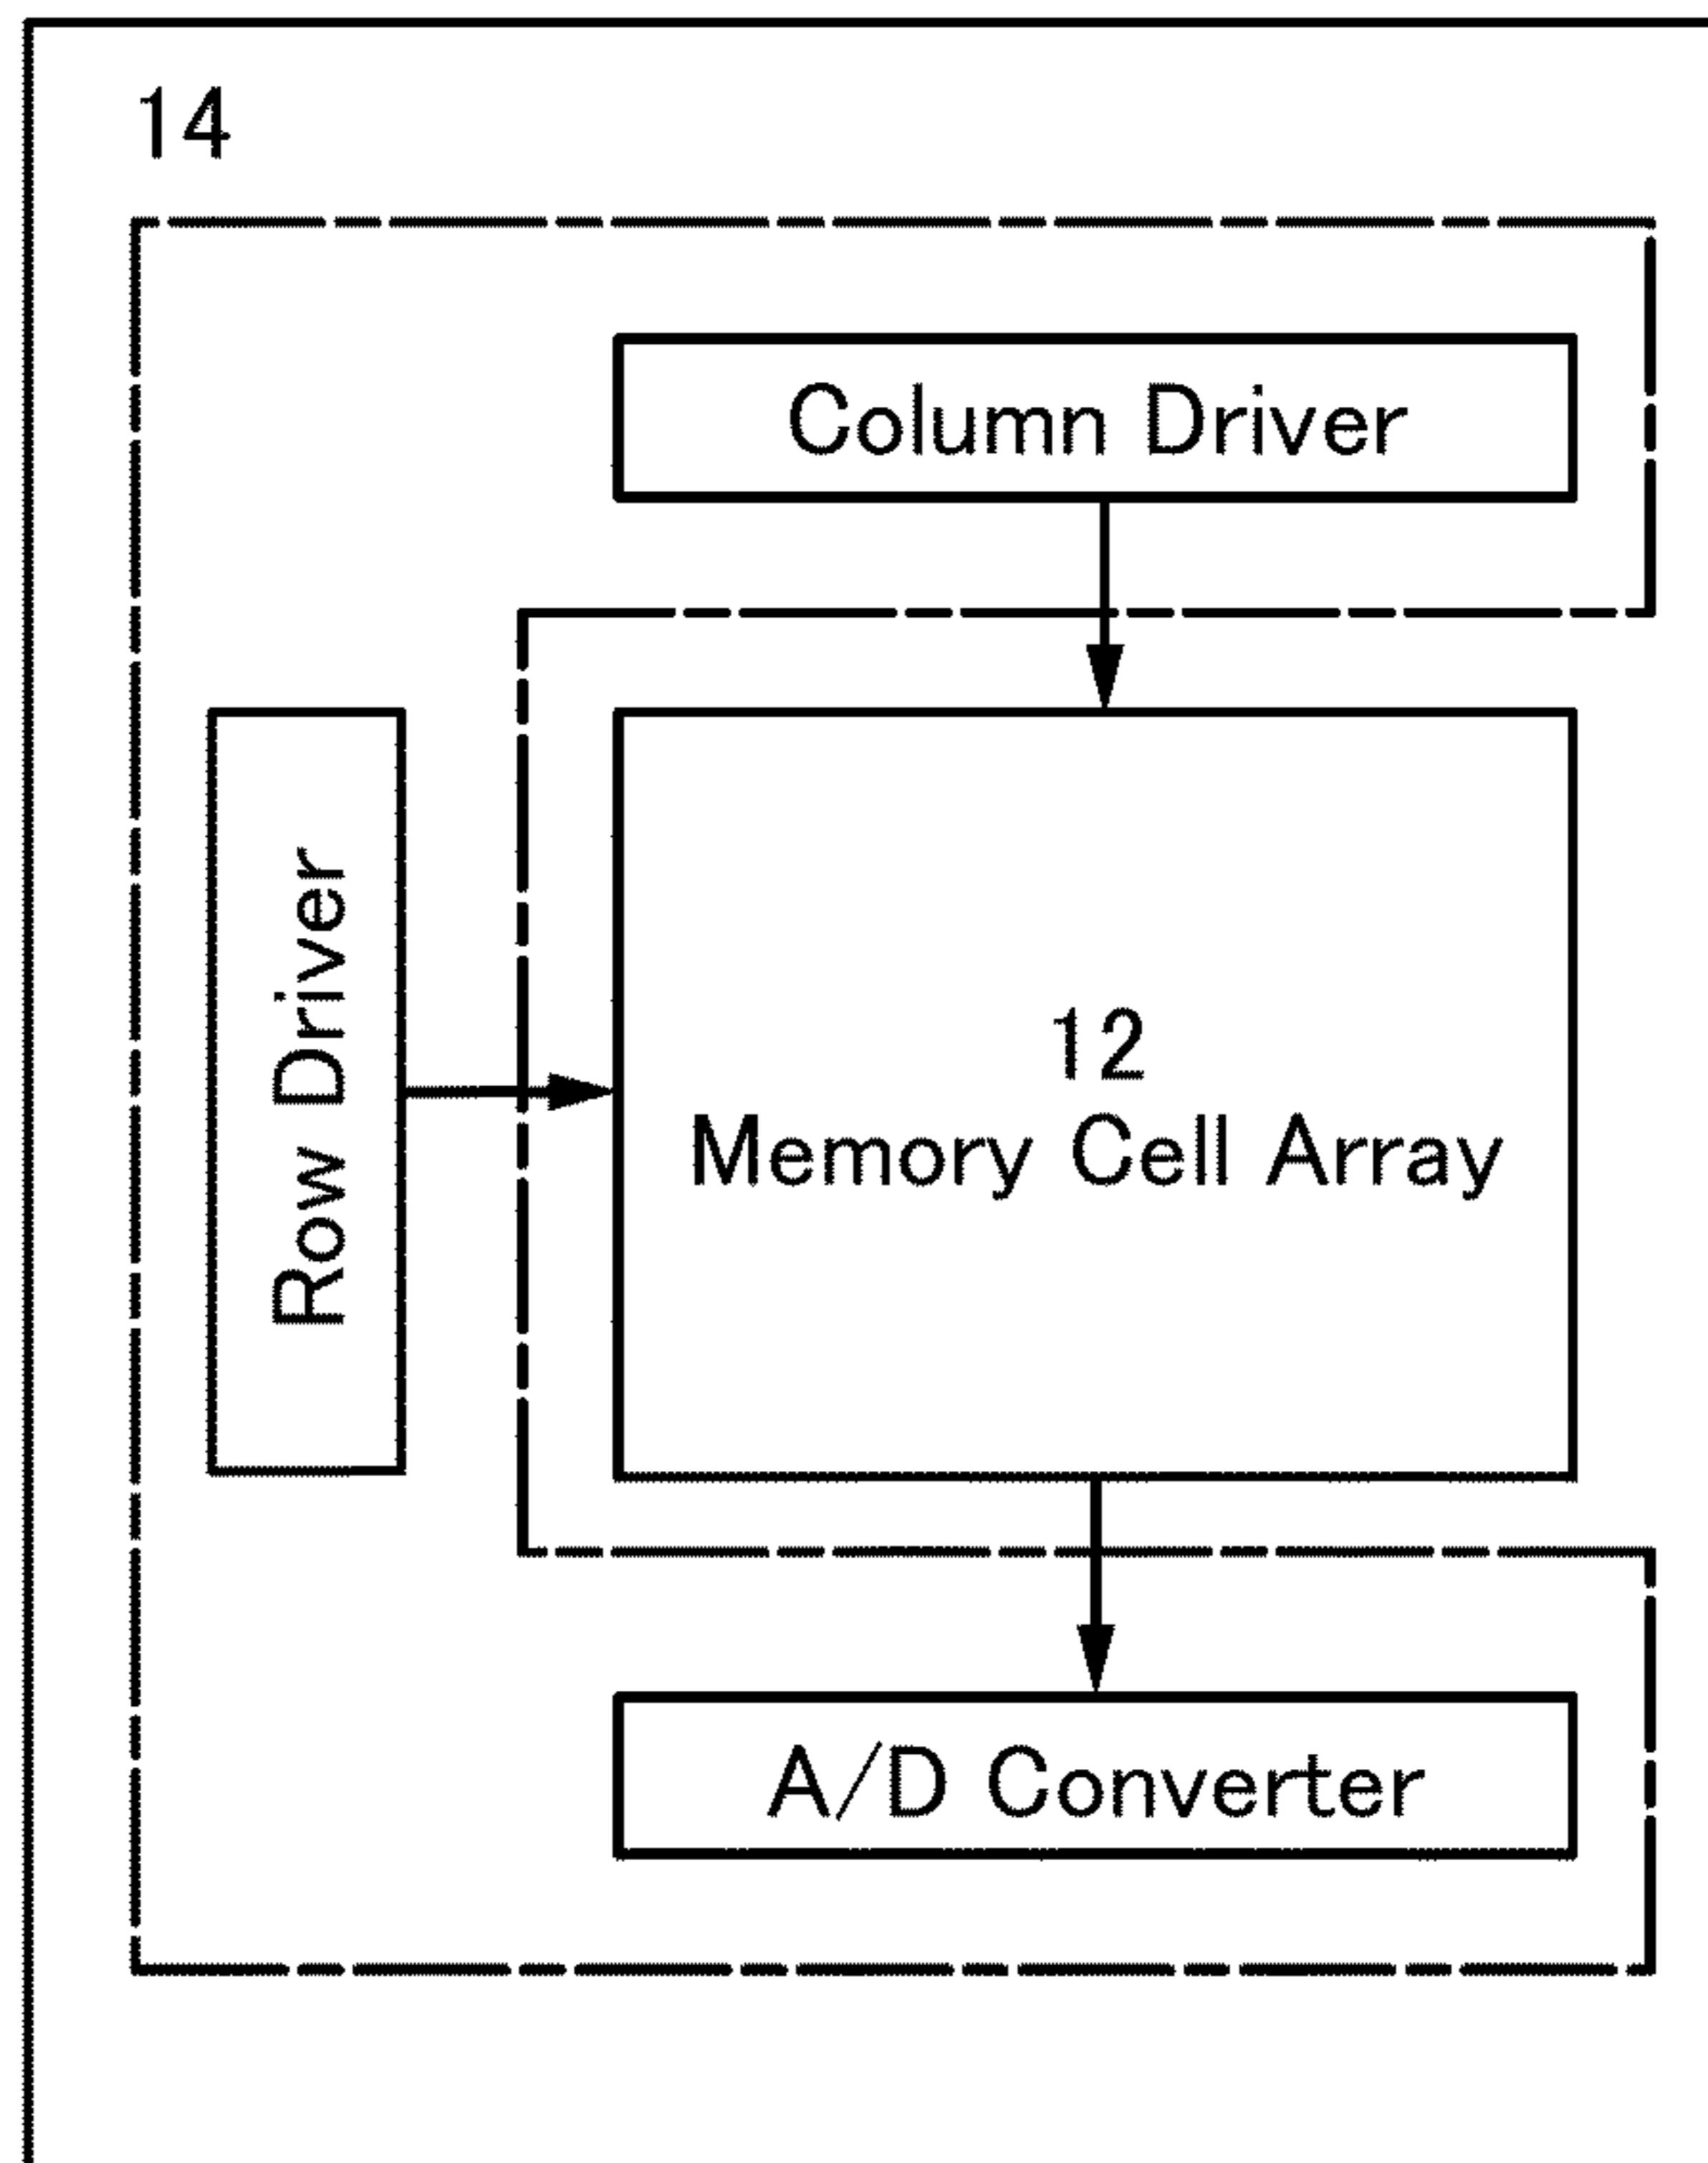 14
Column Driver
Row Driver
12
Memory Cell Array
A/D Converter